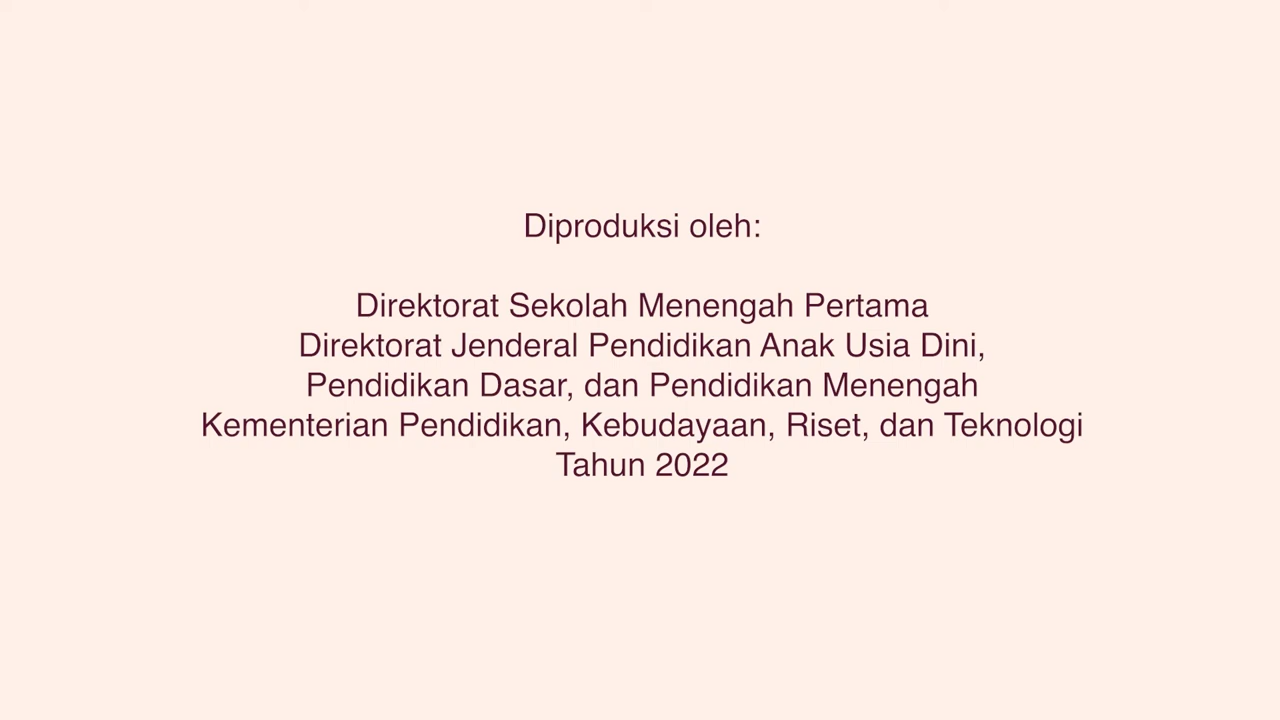 Diproduksi oleh:
Direktorat Sekolah Menengah Pertama
Direktorat Jenderal Pendidikan Anak Usia Dini,
Pendidikan Dasar, dan Pendidikan Menengah
Kementerian Pendidikan, Kebudayaan, Riset, dan Teknologi
Tahun 2022